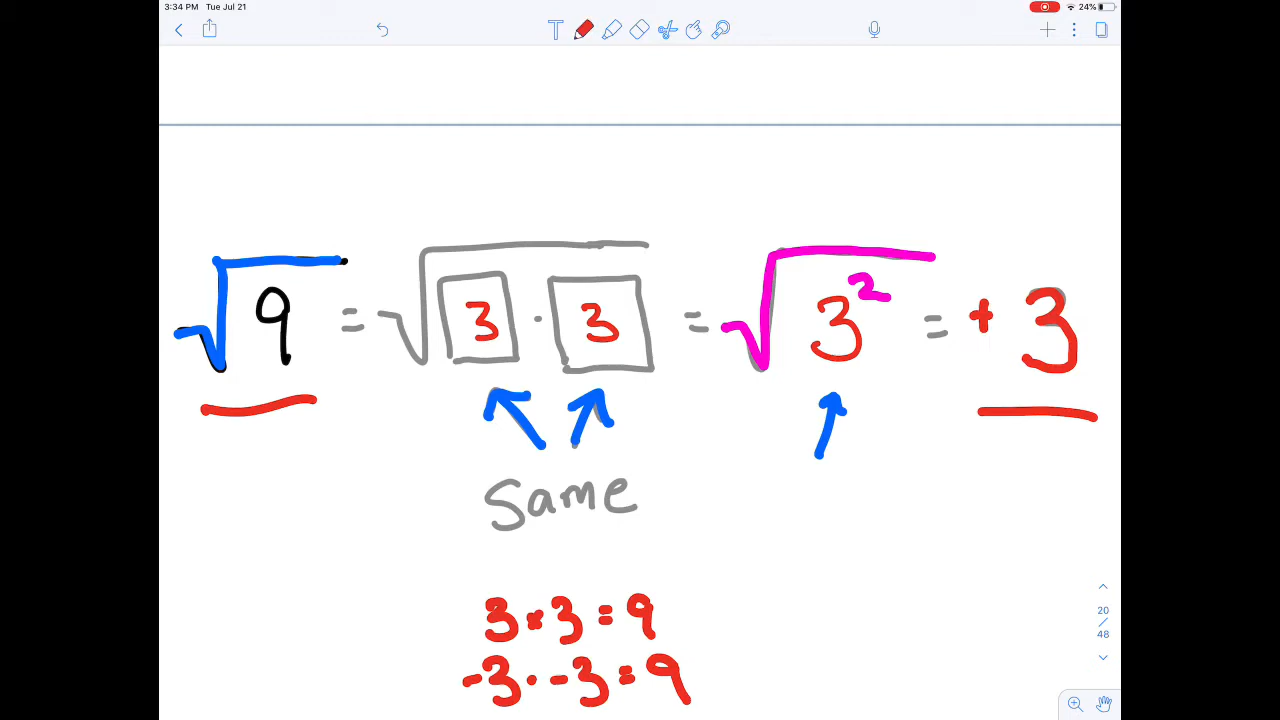 3:34 PM Tue Jul 21 24%
T
√9 = √3 · 3 = √3² = + 3
Same
20
/
48
3 × 3 = 9
-3 · -3 = 9